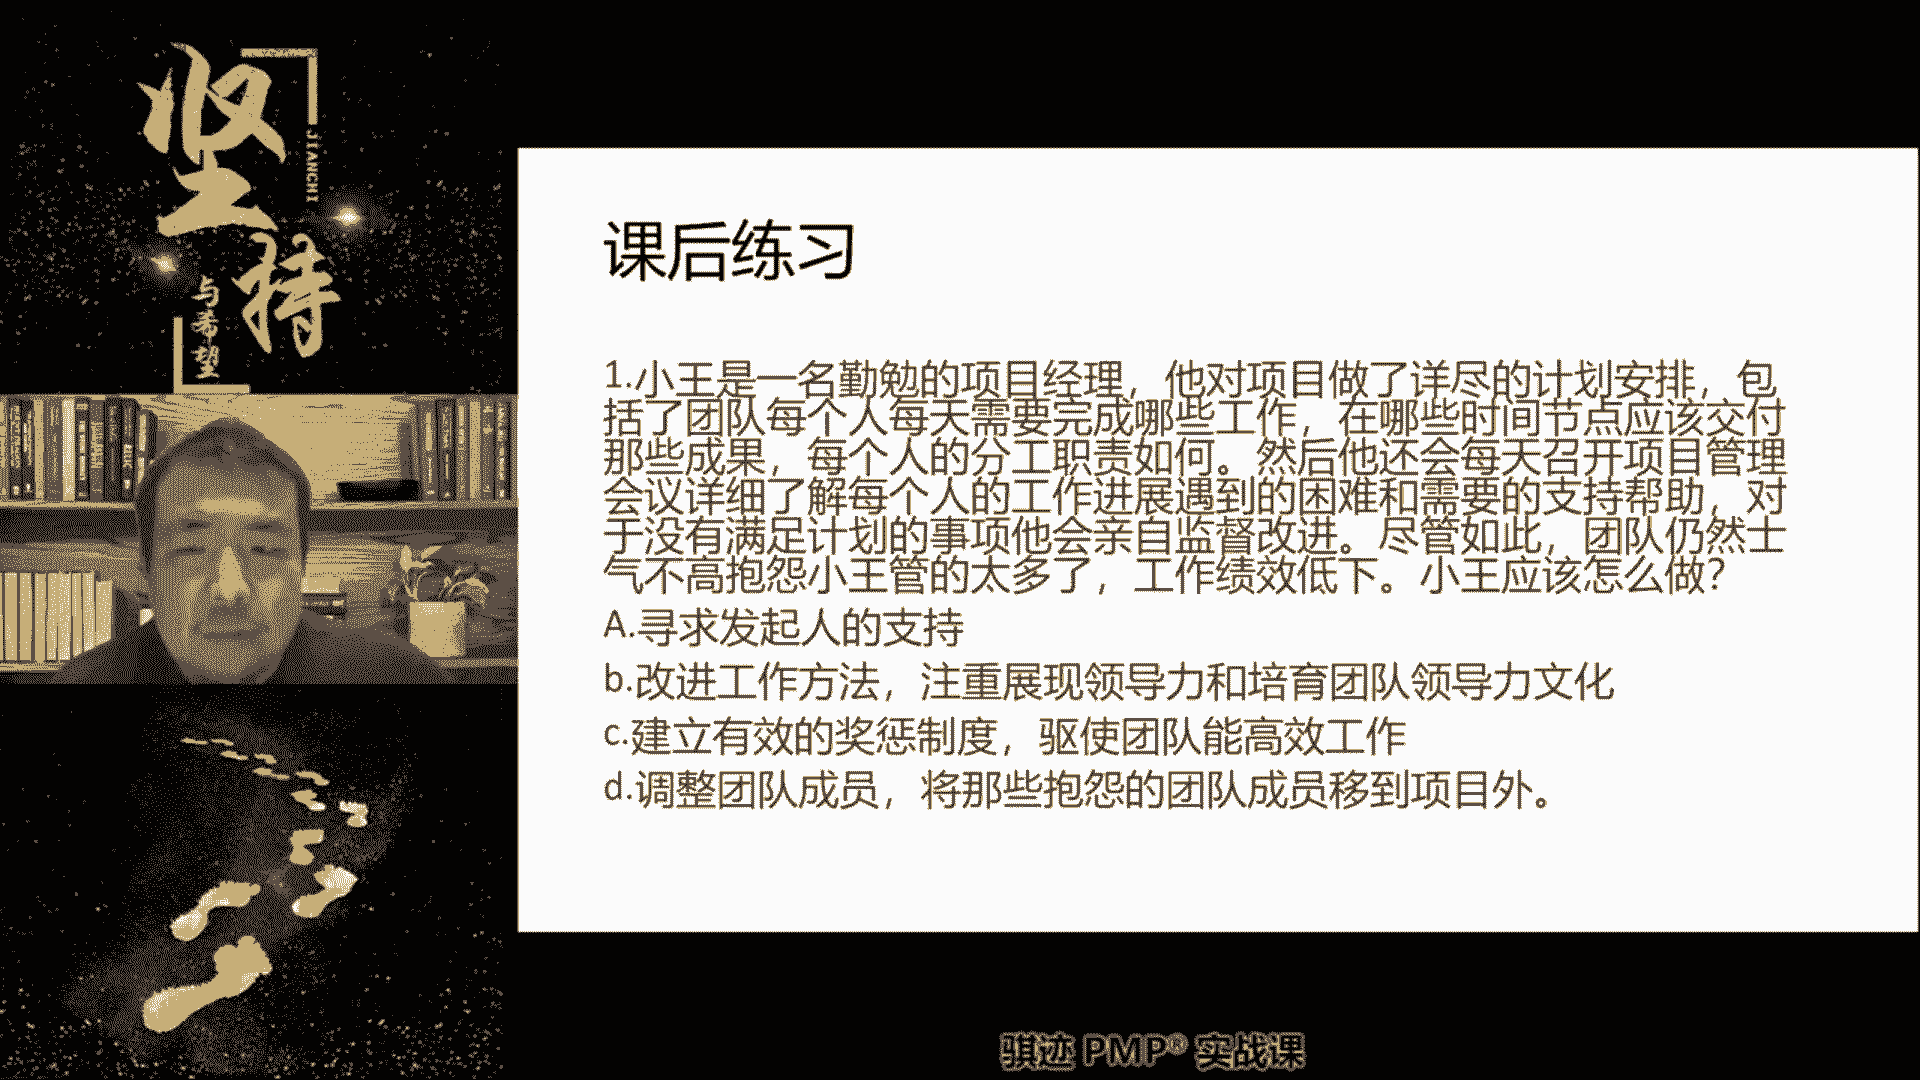 坚持
JIANCHI
与希望
课后练习
1.小王是一名勤勉的项目经理，他对项目做了详尽的计划安排，包
括了团队每个人每天需要完成哪些工作，在哪些时间节点应该交付
那些成果，每个人的分工职责如何。然后他还会每天召开项目管理
会议详细了解每个人的工作进展遇到的困难和需要的支持帮助，对
于没有满足计划的事项他会亲自监督改进。尽管如此，团队仍然士
气不高抱怨小王管的太多了，工作绩效低下。小王应该怎么做？
A.寻求发起人的支持
b.改进工作方法，注重展现领导力和培育团队领导力文化
c.建立有效的奖惩制度，驱使团队能高效工作
d.调整团队成员，将那些抱怨的团队成员移到项目外。
骐迹 PMP® 实战课